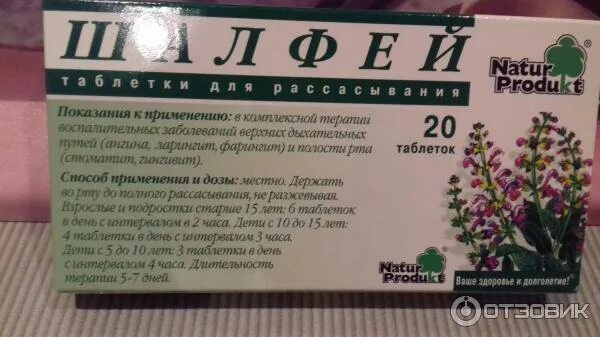 ШАЛФЕЙ
таблетки для рассасывания
Natur
Produkt
Показания к применению: в комплексной терапии
воспалительных заболеваний верхних дыхательных
путей (ангина, ларингит, фарингит) и полости рта
(стоматит, гингивит).
20
таблеток
Способ применения и дозы: местно. Держать
во рту до полного рассасывания, не разжевывая.
Взрослые и подростки старше 15 лет: 6 таблеток
в день с интервалом в 2 часа. Дети с 10 до 15 лет:
4 таблетки в день с интервалом 3 часа.
Дети с 5 до 10 лет: 3 таблетки в день
с интервалом 4 часа. Длительность
терапии 5-7 дней.
Natur
Produkt
Ваше здоровье и долголетие!
ОТЗОВИК